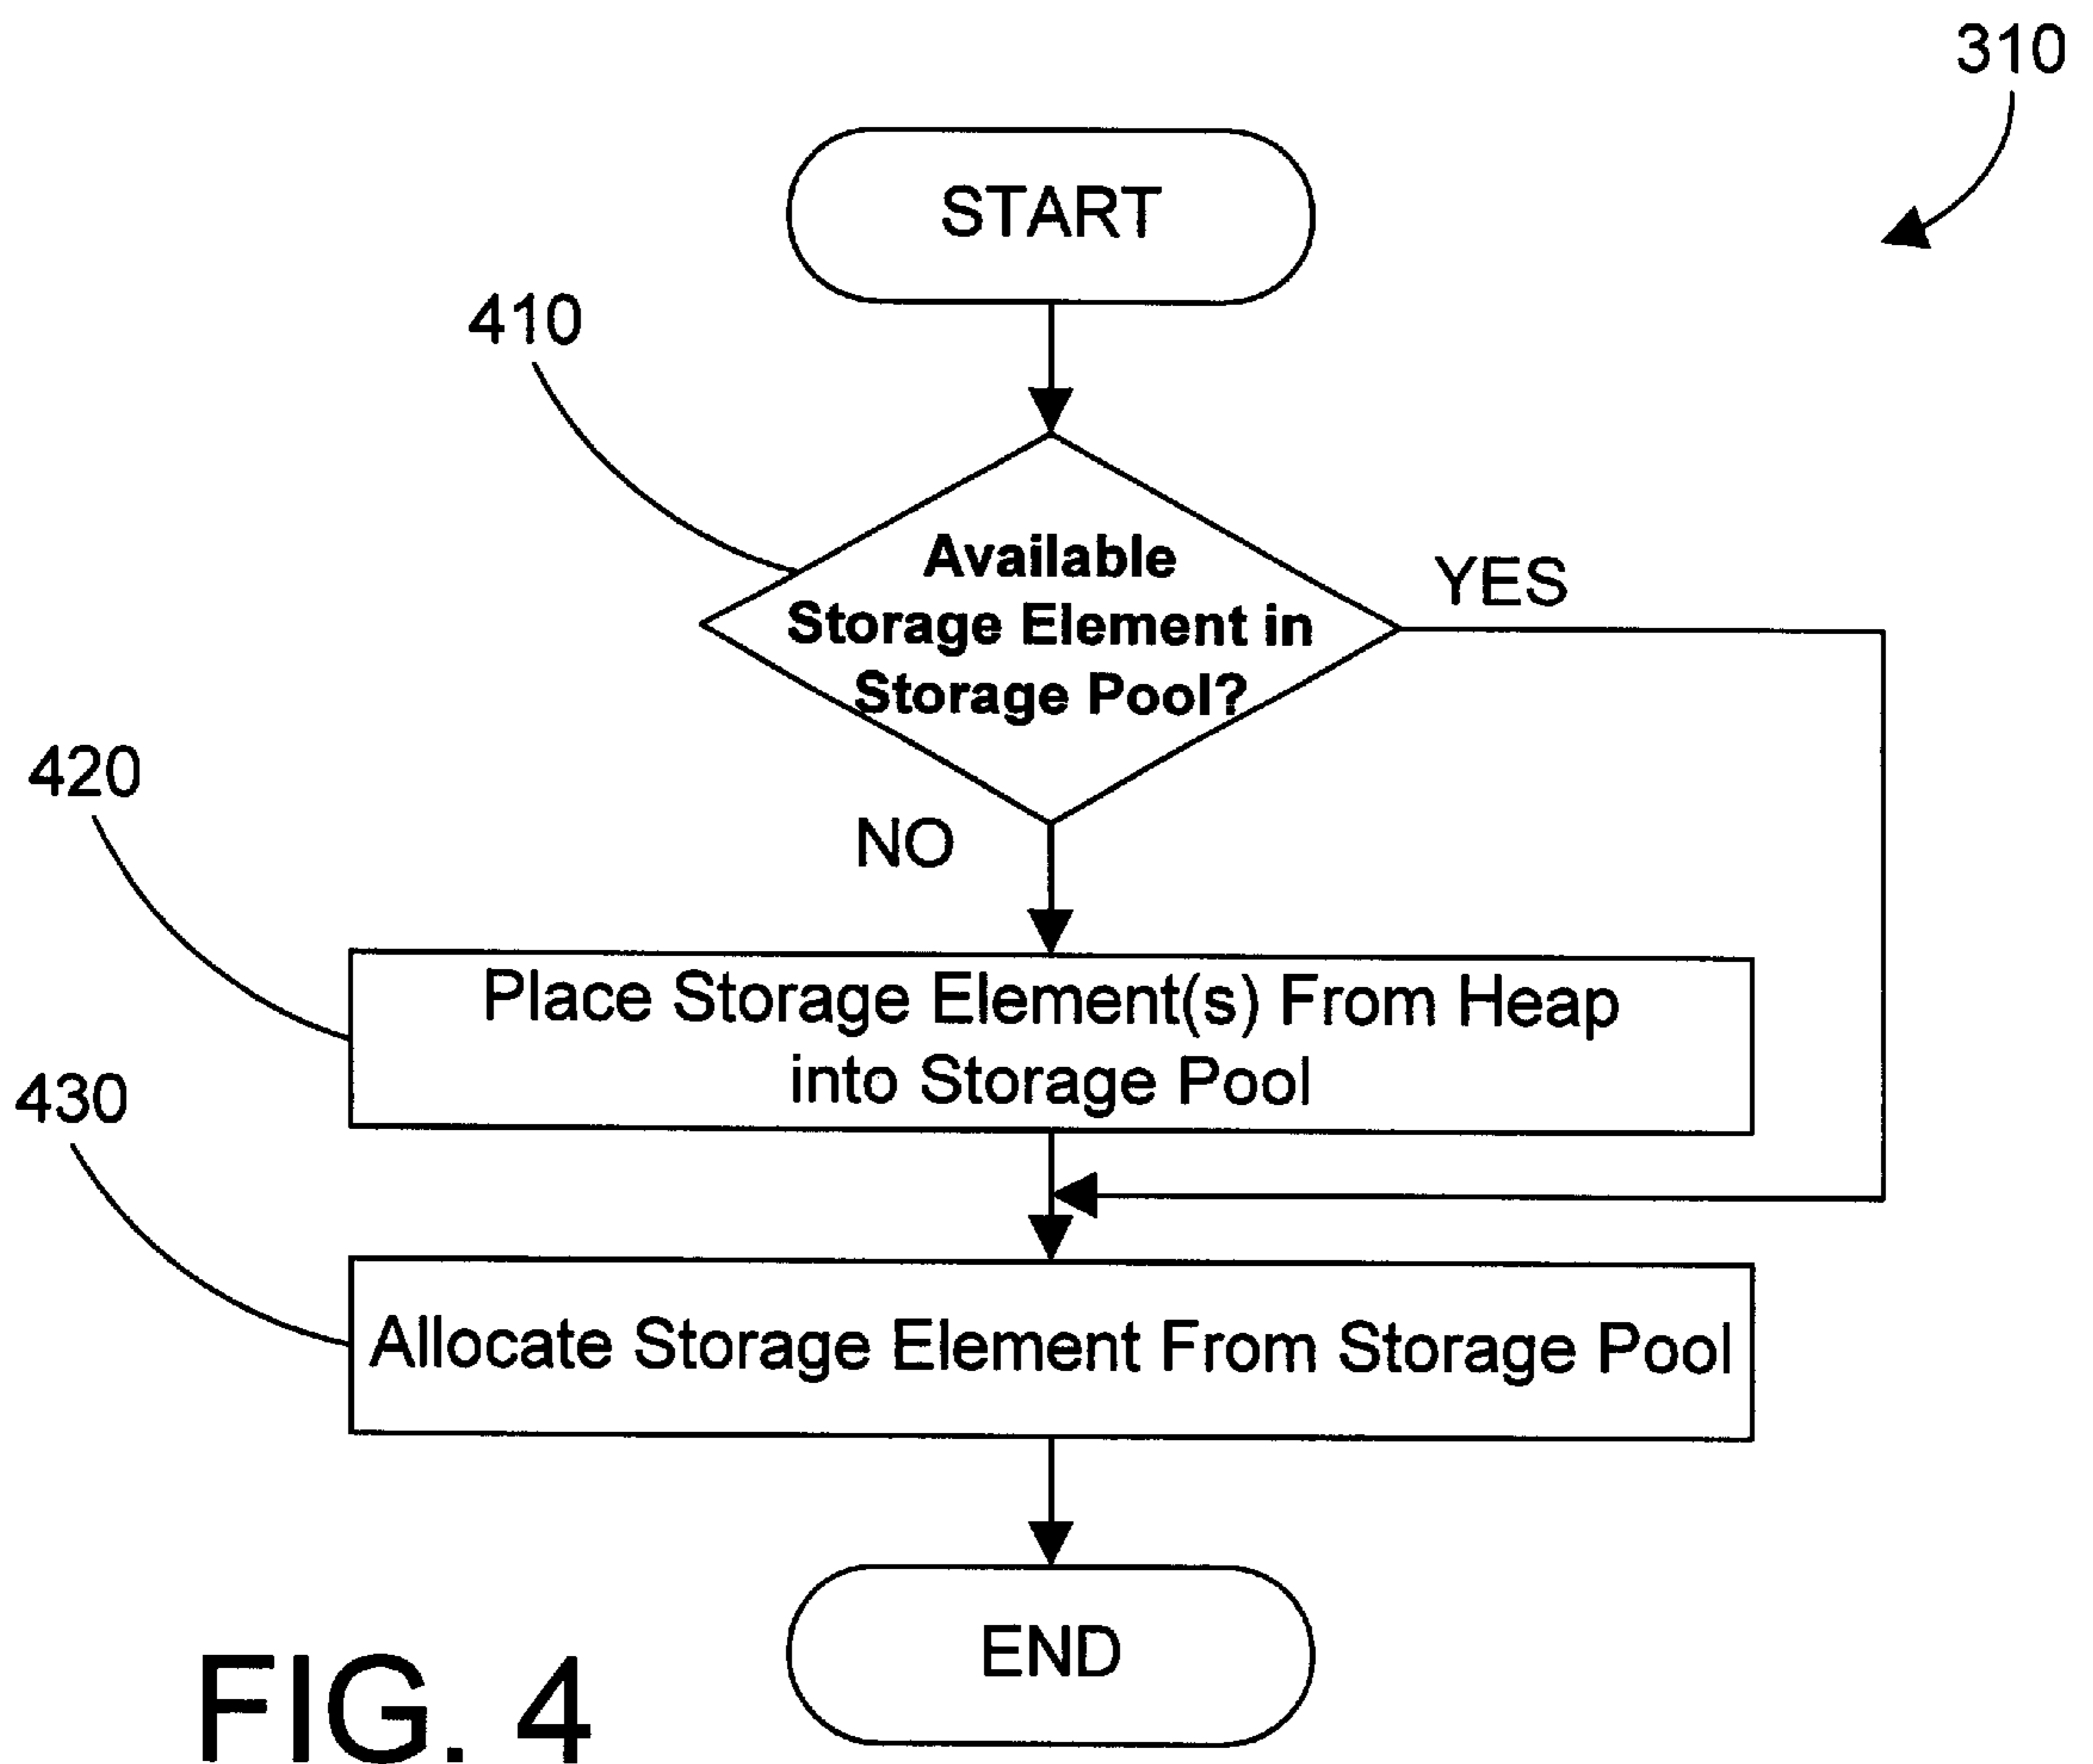 310
START
410
Available
Storage Element in
Storage Pool?
YES
420
NO
Place Storage Element(s) From Heap
into Storage Pool
430
Allocate Storage Element From Storage Pool
END
FIG. 4